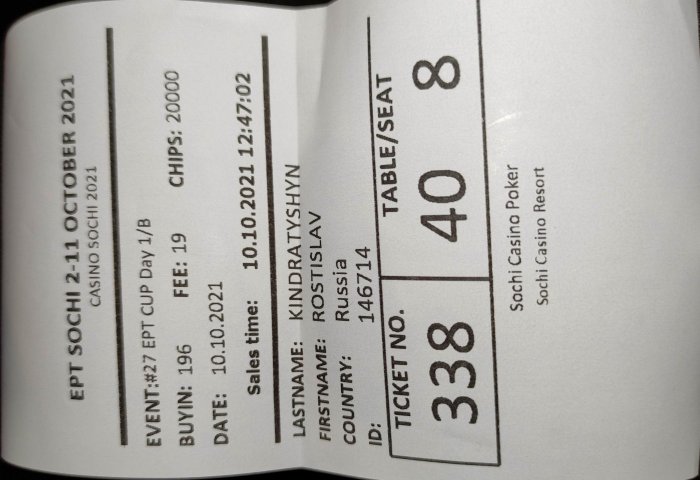 EPT SOCHI 2-11 OCTOBER 2021
CASINO SOCHI 2021
EVENT:#27 EPT CUP Day 1/B
BUYIN: 196 FEE: 19 CHIPS: 20000
DATE: 10.10.2021
Sales time: 10.10.2021 12:47:02
LASTNAME: KINDRATYSHYN
FIRSTNAME: ROSTISLAV
COUNTRY: Russia
ID: 146714
TICKET NO. TABLE/SEAT
338 40 8
Sochi Casino Poker
Sochi Casino Resort